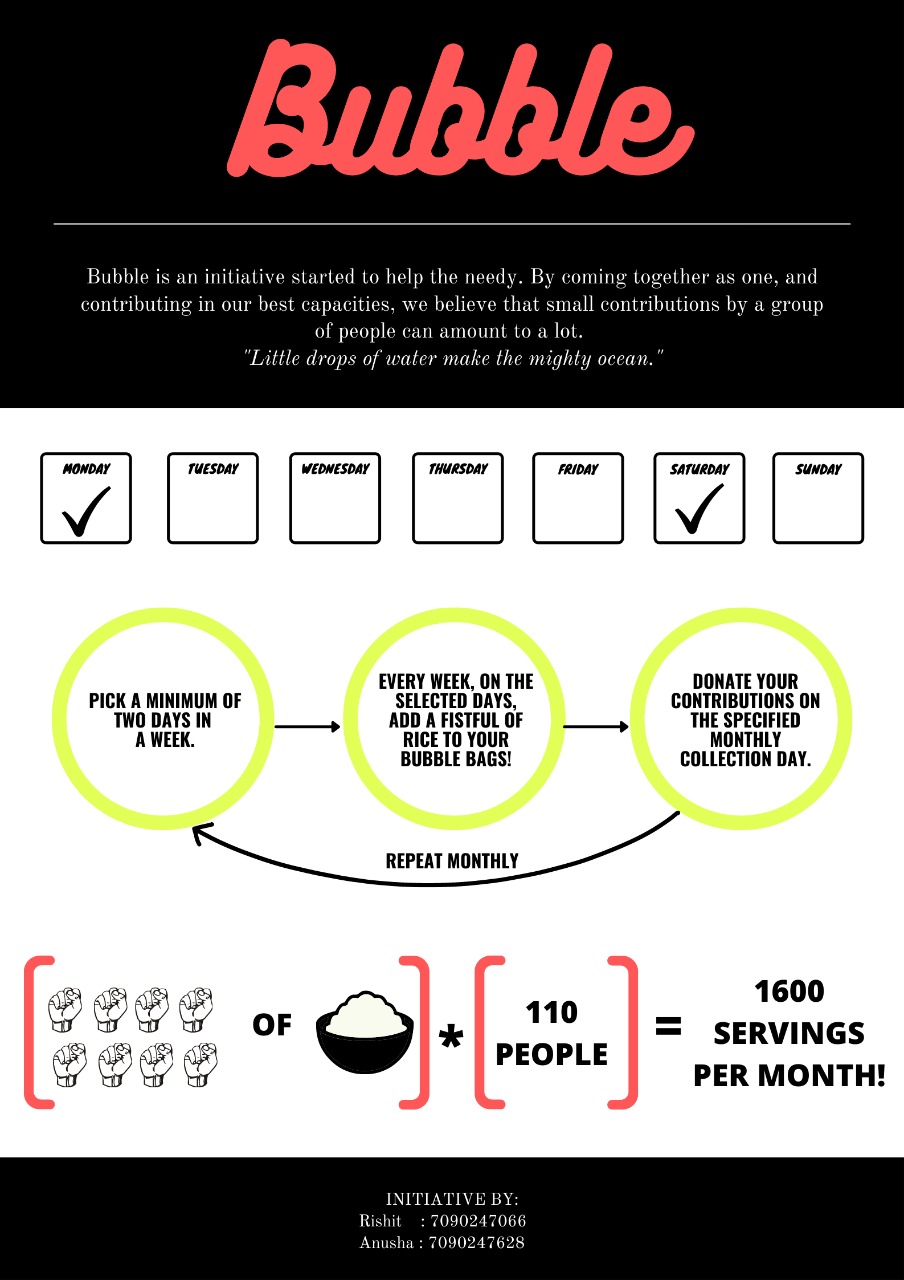 Bubble
Bubble is an initiative started to help the needy. By coming together as one, and
contributing in our best capacities, we believe that small contributions by a group
of people can amount to a lot.
"Little drops of water make the mighty ocean."
MONDAY TUESDAY WEDNESDAY THURSDAY FRIDAY SATURDAY SUNDAY
PICK A MINIMUM OF
TWO DAYS IN
A WEEK.
EVERY WEEK, ON THE
SELECTED DAYS,
ADD A FISTFUL OF
RICE TO YOUR
BUBBLE BAGS!
DONATE YOUR
CONTRIBUTIONS ON
THE SPECIFIED
MONTHLY
COLLECTION DAY.
REPEAT MONTHLY
OF
*
110
PEOPLE
=
1600
SERVINGS
PER MONTH!
INITIATIVE BY:
Rishit : 7090247066
Anusha : 7090247628